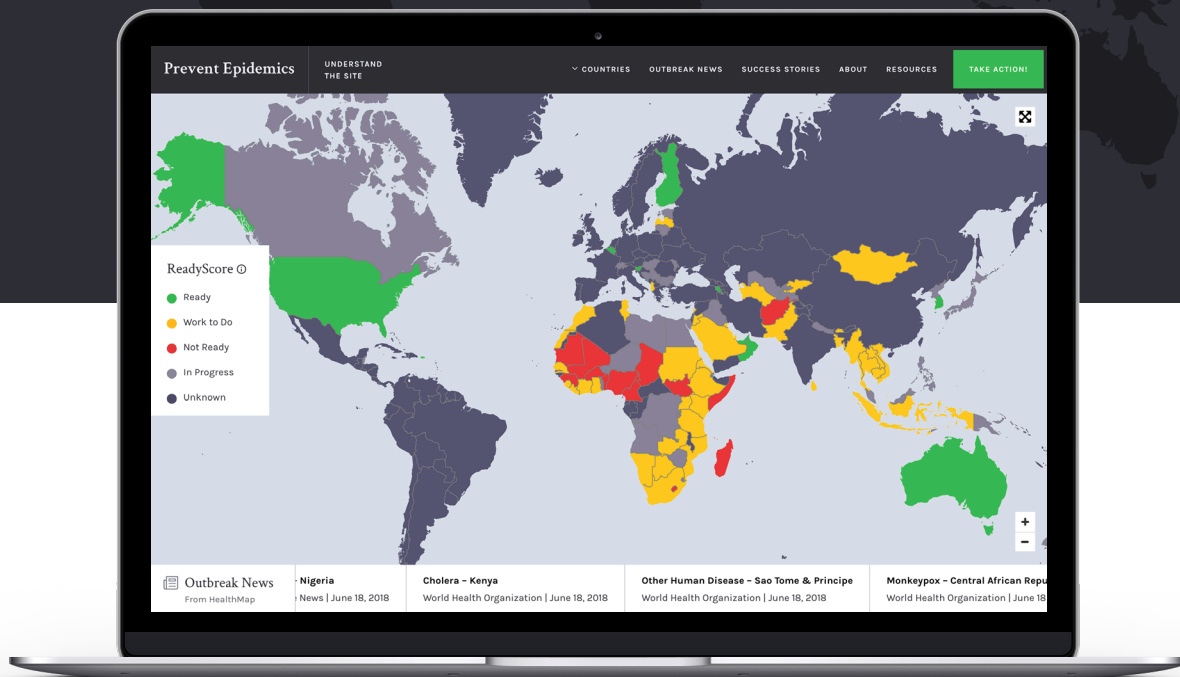 Prevent Epidemics
UNDERSTAND
THE SITE
COUNTRIES
OUTBREAK NEWS
SUCCESS STORIES
ABOUT
RESOURCES
TAKE ACTION!
ReadyScore
Ready
Work to Do
Not Ready
In Progress
Unknown
+
−
Outbreak News
From HealthMap
- Nigeria
News | June 18, 2018
Cholera – Kenya
World Health Organization | June 18, 2018
Other Human Disease – Sao Tome & Principe
World Health Organization | June 18, 2018
Monkeypox – Central African Repu
World Health Organization | June 18